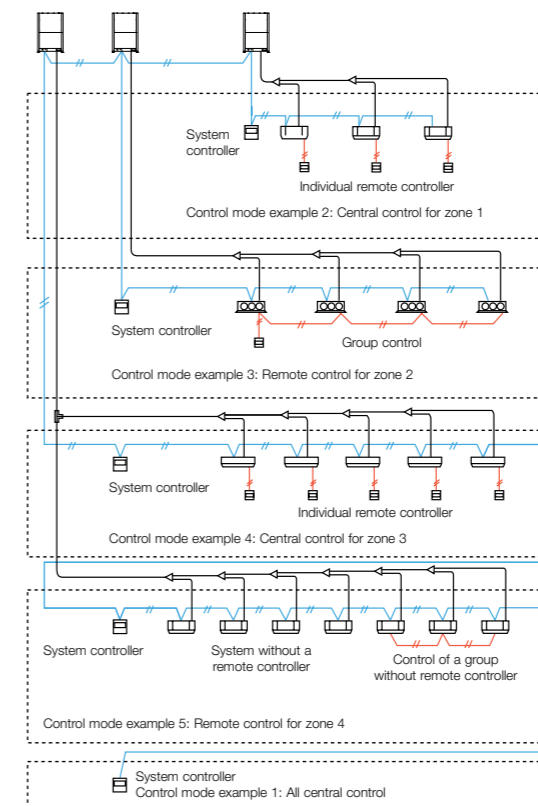 System
controller
Individual remote controller
Control mode example 2: Central control for zone 1
System controller
Group control
Control mode example 3: Remote control for zone 2
System controller
Individual remote controller
Control mode example 4: Central control for zone 3
System controller
System without a
remote controller
Control of a group
without remote controller
Control mode example 5: Remote control for zone 4
System controller
Control mode example 1: All central control